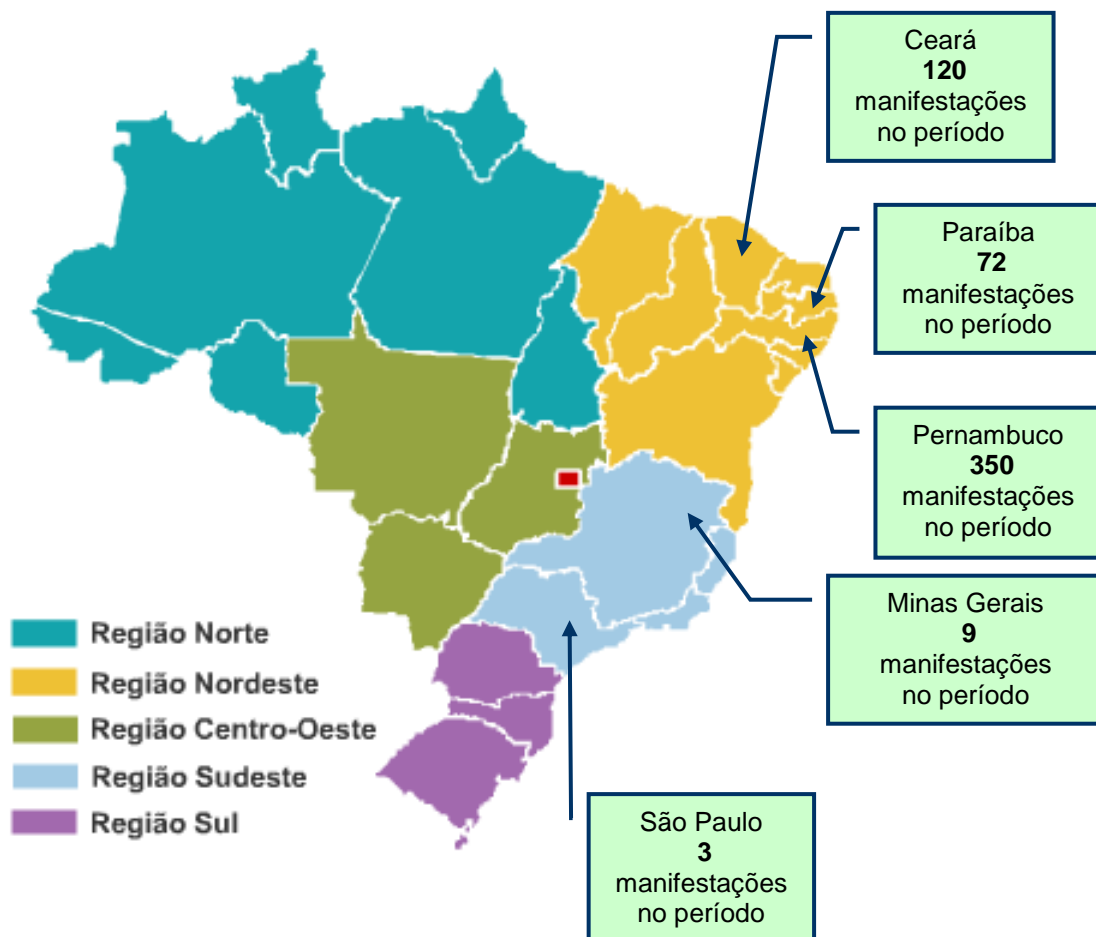 Ceará
120
manifestações
no período
Paraíba
72
manifestações
no período
Pernambuco
350
manifestações
no período
Minas Gerais
9
manifestações
no período
São Paulo
3
manifestações
no período
Região Norte
Região Nordeste
Região Centro-Oeste
Região Sudeste
Região Sul